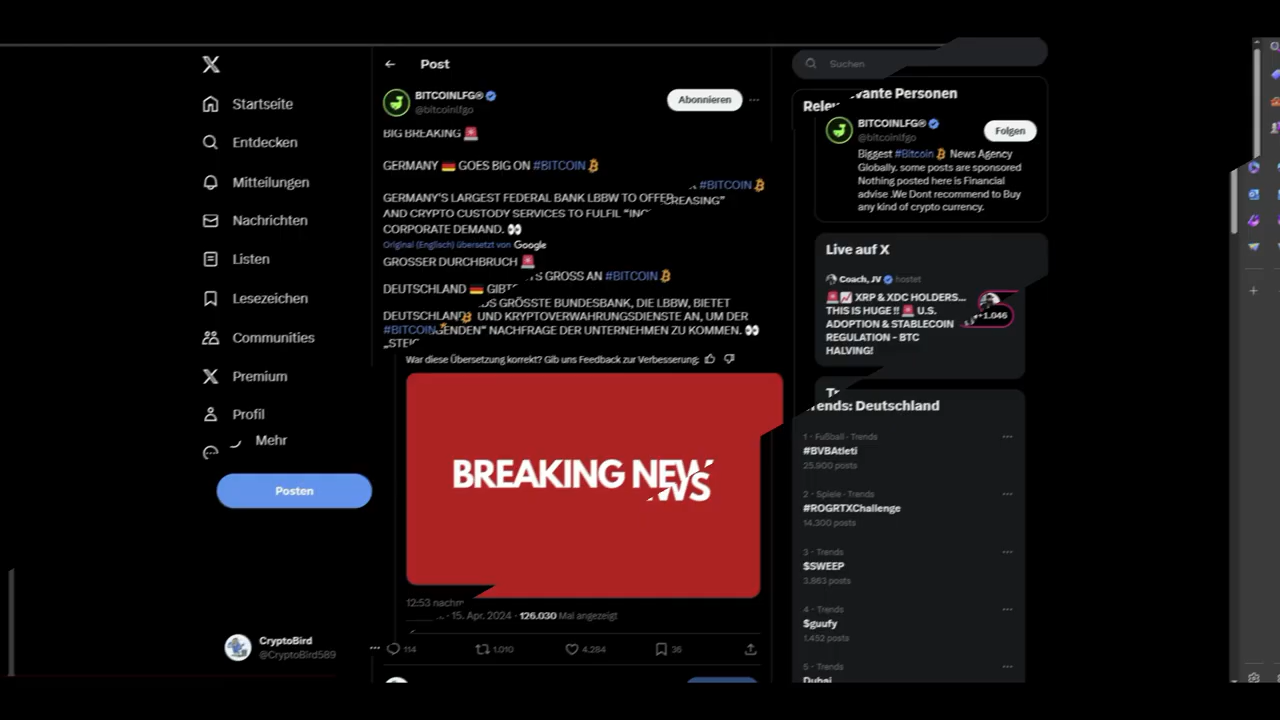 Startseite
Entdecken
Mitteilungen
Nachrichten
Listen
Lesezeichen
Communities
Premium
Profil
Mehr
Posten
CryptoBird
@CryptoBird589
Post
BITCOINLFG®
@bitcoinlfgo
Abonnieren
BIG BREAKING 🚨
GERMANY 🇩🇪 GOES BIG ON #BITCOIN
GERMANY'S LARGEST FEDERAL BANK LBBW TO OFFER #BITCOIN
AND CRYPTO CUSTODY SERVICES TO FULFIL “INCREASING”
CORPORATE DEMAND. 👀
Original (Englisch) übersetzt von Google
GROSSER DURCHBRUCH 🚨
DEUTSCHLAND 🇩🇪 GIBTS GROSS AN #BITCOIN
DEUTSCHLANDS GRÖSSTE BUNDESBANK, DIE LBBW, BIETET
#BITCOIN UND KRYPTOVERWAHRUNGSDIENSTE AN, UM DER
„STEIGENDEN“ NACHFRAGE DER UNTERNEHMEN ZU KOMMEN. 👀
War diese Übersetzung korrekt? Gib uns Feedback zur Verbesserung:
BREAKING NEWS
12:53 nachm
· 15. Apr. 2024 · 126.030 Mal angezeigt
114 1.010 4.284 36
Suchen
Relevante Personen
BITCOINLFG®
@bitcoinlfgo
Folgen
Biggest #Bitcoin News Agency
Globally. some posts are sponsored
Nothing posted here is Financial
advise .We Dont recommend to Buy
any kind of crypto currency.
Live auf X
Coach, JV hostet
🚨📈 XRP & XDC HOLDERS...
THIS IS HUGE !! 🚨 U.S.
ADOPTION & STABLECOIN
REGULATION - BTC
HALVING!
+1.046
Trends: Deutschland
1 · Fußball · Trends
#BVBAtleti
25.900 posts
2 · Spiele · Trends
#ROGRTXChallenge
14.300 posts
3 · Trends
$SWEEP
3.863 posts
4 · Trends
$guufy
1.452 posts
5 · Trends
Dubai